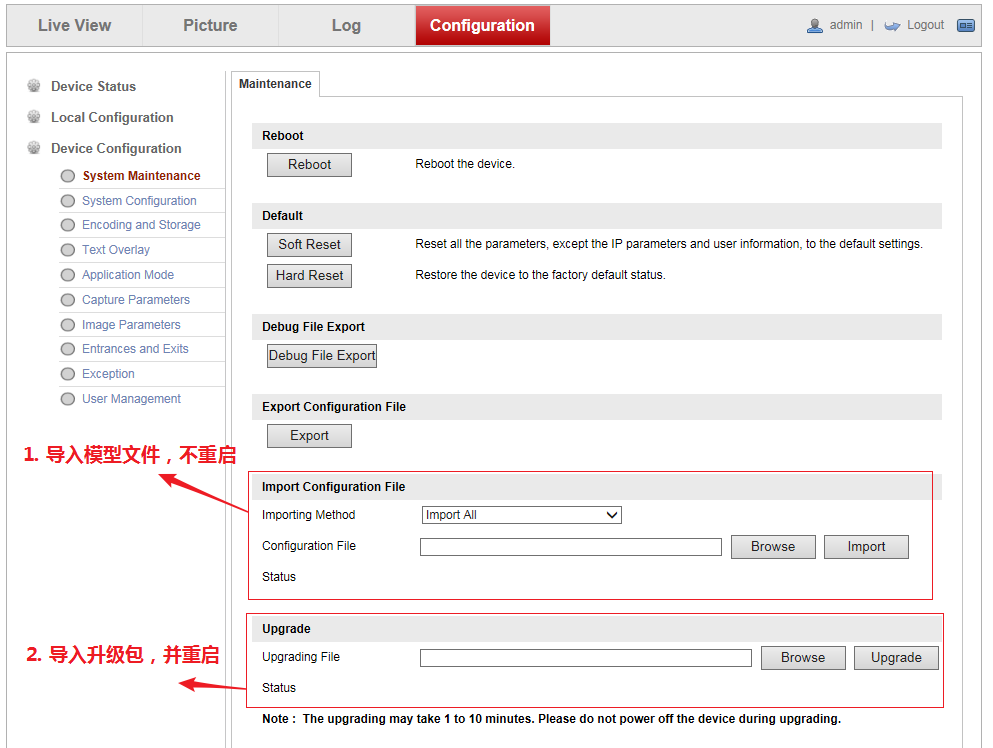 Live View Picture Log Configuration admin | Logout
Maintenance
Device Status
Local Configuration
Device Configuration
System Maintenance
System Configuration
Encoding and Storage
Text Overlay
Application Mode
Capture Parameters
Image Parameters
Entrances and Exits
Exception
User Management
Reboot
Reboot Reboot the device.
Default
Soft Reset Reset all the parameters, except the IP parameters and user information, to the default settings.
Hard Reset Restore the device to the factory default status.
Debug File Export
Debug File Export
Export Configuration File
Export
1. 导入模型文件，不重启
Import Configuration File
Importing Method Import All
Configuration File Browse Import
Status
2. 导入升级包，并重启
Upgrade
Upgrading File Browse Upgrade
Status
Note : The upgrading may take 1 to 10 minutes. Please do not power off the device during upgrading.